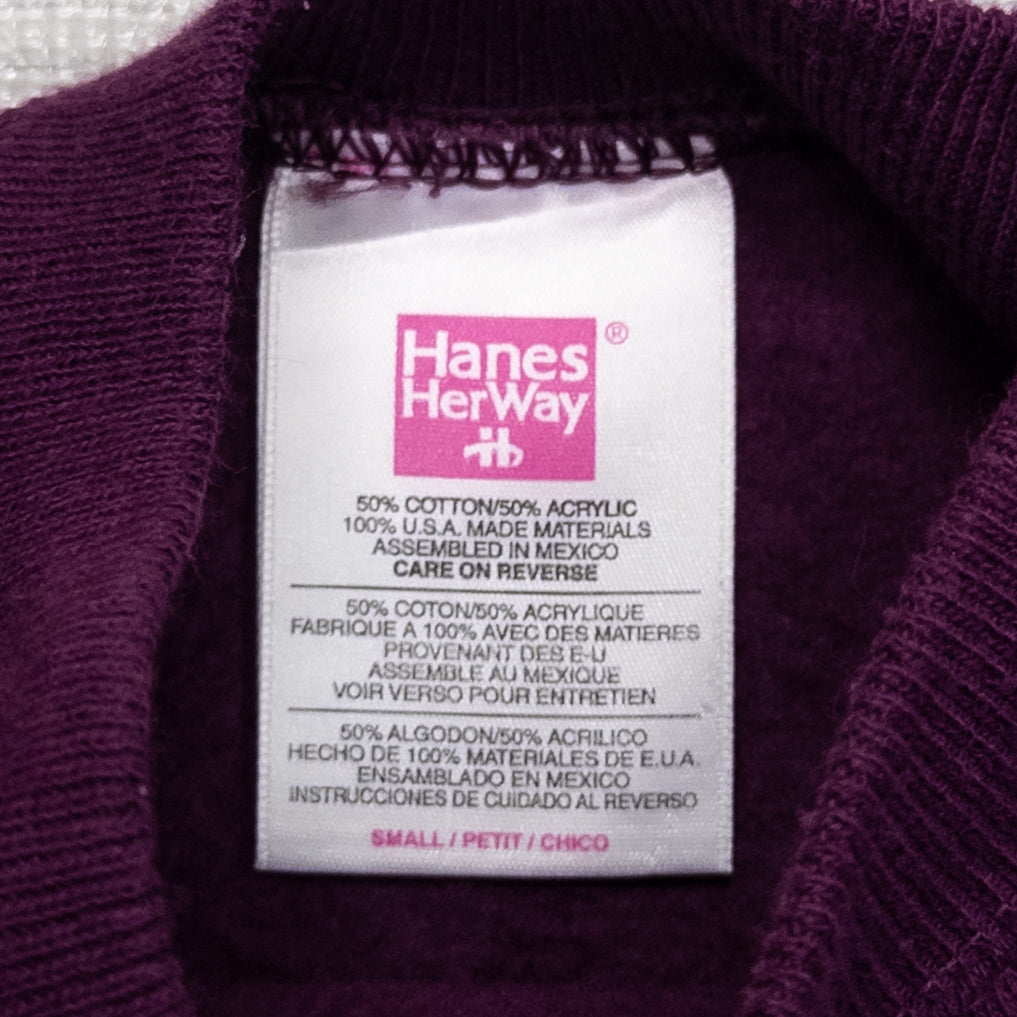 Hanes
HerWay
®
50% COTTON/50% ACRYLIC
100% U.S.A. MADE MATERIALS
ASSEMBLED IN MEXICO
CARE ON REVERSE
50% COTON/50% ACRYLIQUE
FABRIQUE A 100% AVEC DES MATIERES
PROVENANT DES E-U
ASSEMBLE AU MEXIQUE
VOIR VERSO POUR ENTRETIEN
50% ALGODON/50% ACRILICO
HECHO DE 100% MATERIALES DE E.U.A.
ENSAMBLADO EN MEXICO
INSTRUCCIONES DE CUIDADO AL REVERSO
SMALL / PETIT / CHICO